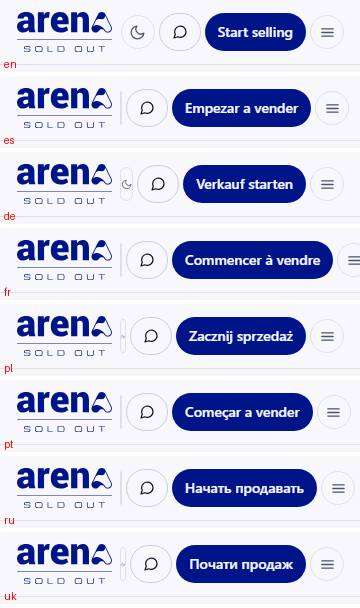 arena
SOLD OUT
Start selling
en
arena
SOLD OUT
Empezar a vender
es
arena
SOLD OUT
Verkauf starten
de
arena
SOLD OUT
Commencer à vendre
fr
arena
SOLD OUT
Zacznij sprzedaż
pl
arena
SOLD OUT
Começar a vender
pt
arena
SOLD OUT
Начать продавать
ru
arena
SOLD OUT
Почати продаж
uk